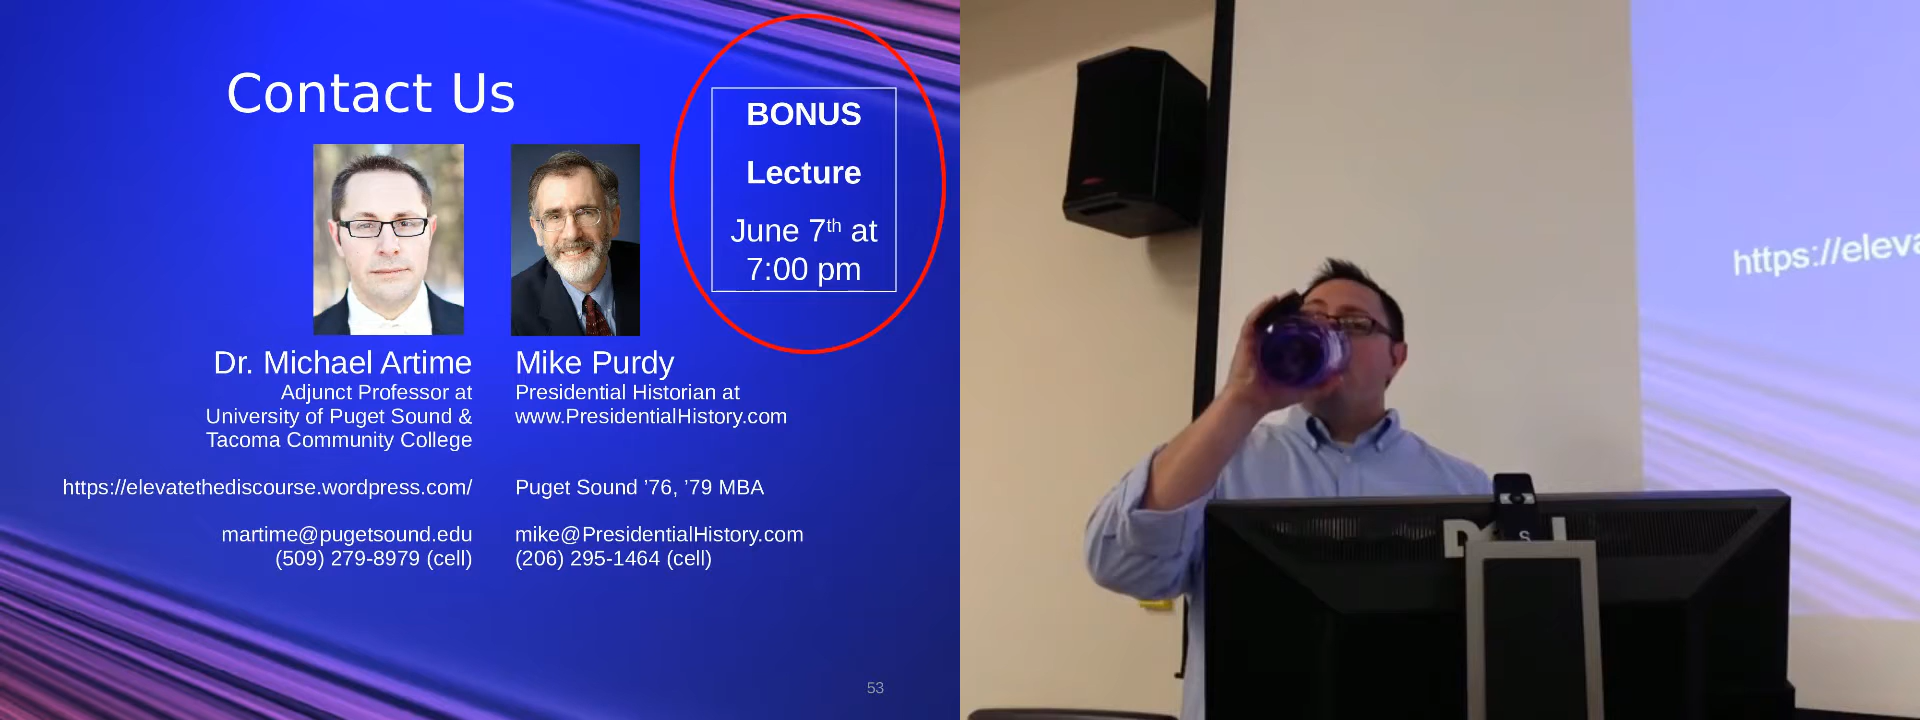 Contact Us
BONUS
Lecture
June 7th at
7:00 pm
Dr. Michael Artime
Adjunct Professor at
University of Puget Sound &
Tacoma Community College
https://elevatethediscourse.wordpress.com/
martime@pugetsound.edu
(509) 279-8979 (cell)
Mike Purdy
Presidential Historian at
www.PresidentialHistory.com
Puget Sound ’76, ’79 MBA
mike@PresidentialHistory.com
(206) 295-1464 (cell)
53
https://eleva
S